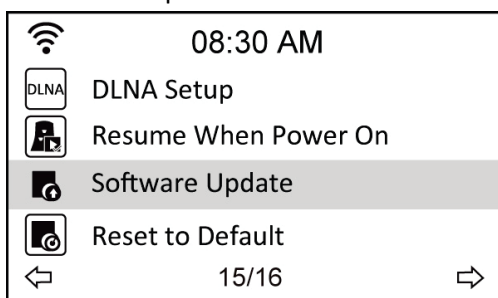 08:30 AM
DLNA DLNA Setup
Resume When Power On
Software Update
Reset to Default
15/16